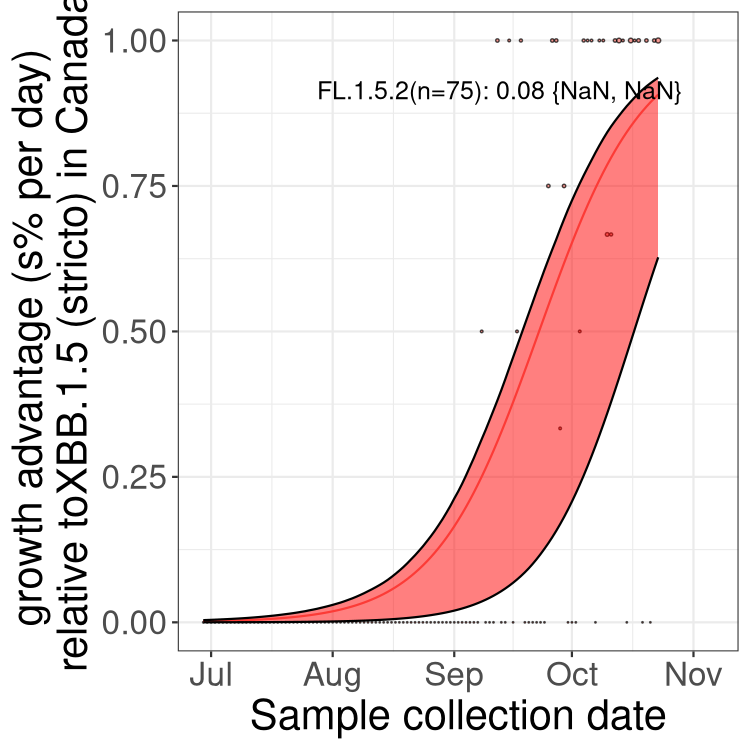 growth advantage (s% per day)
relative toXBB.1.5 (stricto) in Canada
1.00
0.75
0.50
0.25
0.00
FL.1.5.2(n=75): 0.08 {NaN, NaN}
Jul Aug Sep Oct Nov
Sample collection date